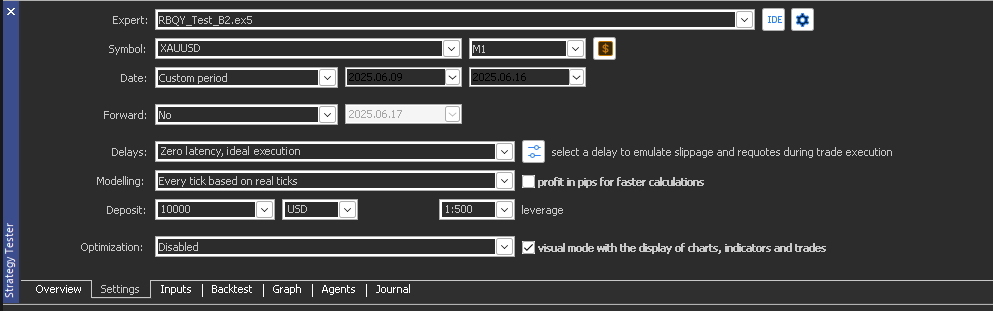 Expert: RBQY_Test_B2.ex5 IDE
Symbol: XAUUSD M1 $
Date: Custom period 2025.06.09 2025.06.16
Forward: No 2025.06.17
Delays: Zero latency, ideal execution select a delay to emulate slippage and requotes during trade execution
Modelling: Every tick based on real ticks profit in pips for faster calculations
Deposit: 10000 USD 1:500 leverage
Optimization: Disabled visual mode with the display of charts, indicators and trades
Strategy Tester
Overview Settings Inputs Backtest Graph Agents Journal